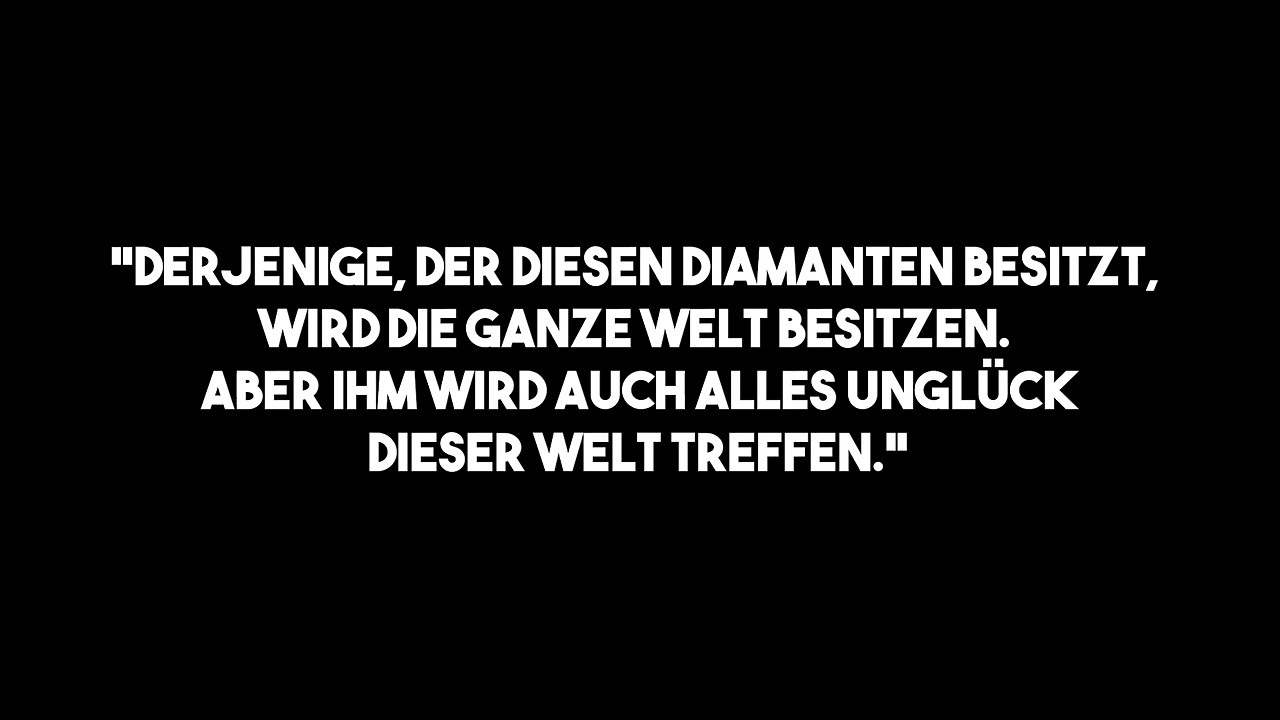 "DERJENIGE, DER DIESEN DIAMANTEN BESITZT,
WIRD DIE GANZE WELT BESITZEN.
ABER IHM WIRD AUCH ALLES UNGLÜCK
DIESER WELT TREFFEN."